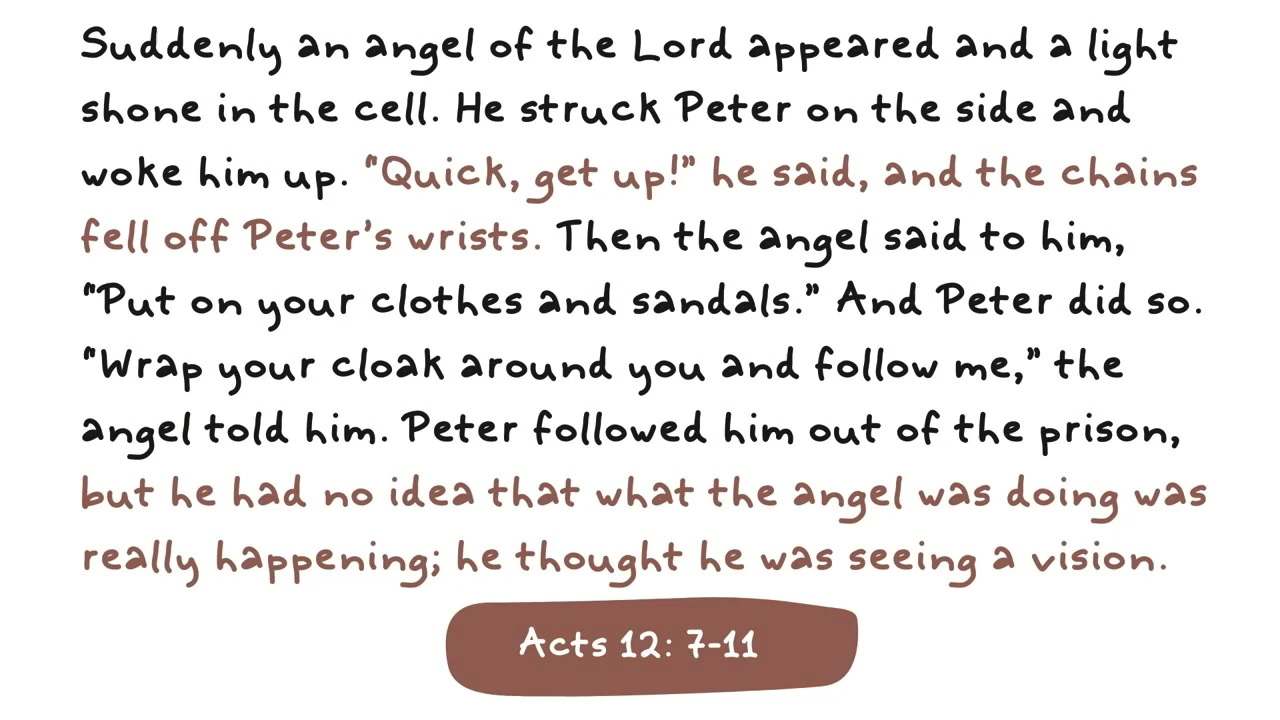 Suddenly an angel of the Lord appeared and a light
shone in the cell. He struck Peter on the side and
woke him up. "Quick, get up!” he said, and the chains
fell off Peter’s wrists. Then the angel said to him,
"Put on your clothes and sandals.” And Peter did so.
"Wrap your cloak around you and follow me,” the
angel told him. Peter followed him out of the prison,
but he had no idea that what the angel was doing was
really happening; he thought he was seeing a vision.
Acts 12: 7-11